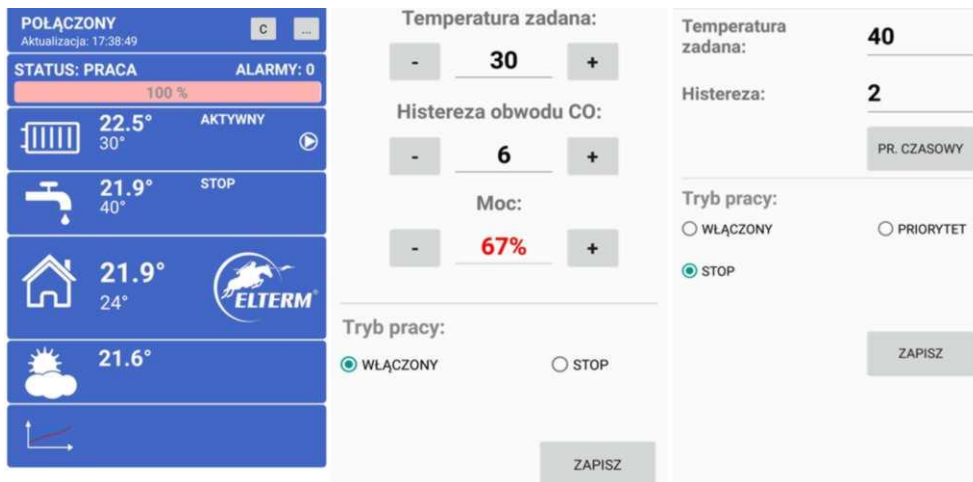 POŁĄCZONY
Aktualizacja: 17:38:49
C
...
STATUS: PRACA
ALARMY: 0
100 %
22.5°
30°
AKTYWNY
21.9°
40°
STOP
21.9°
24°
ELTERM®
21.6°
Temperatura zadana:
- 30 +
Histereza obwodu CO:
- 6 +
Moc:
- 67% +
Tryb pracy:
WŁĄCZONY
STOP
ZAPISZ
Temperatura
zadana:
40
Histereza:
2
PR. CZASOWY
Tryb pracy:
WŁĄCZONY
PRIORYTET
STOP
ZAPISZ